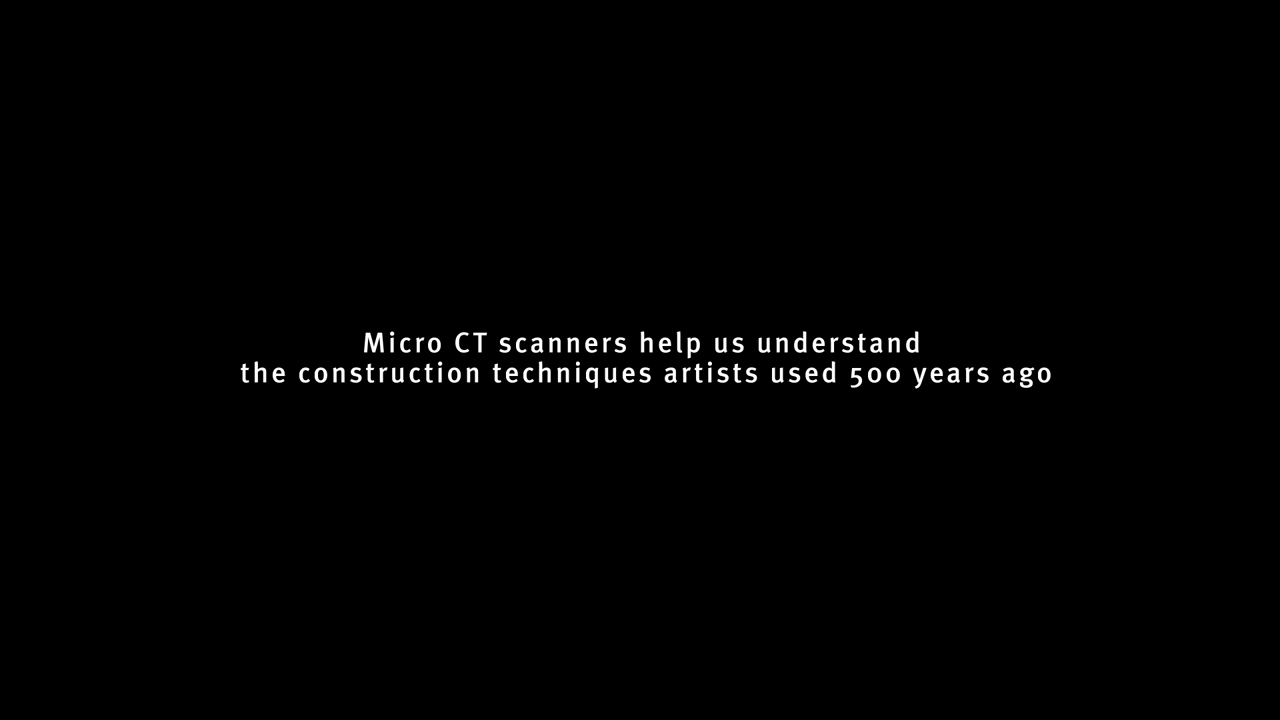 Micro CT scanners help us understand
the construction techniques artists used 500 years ago